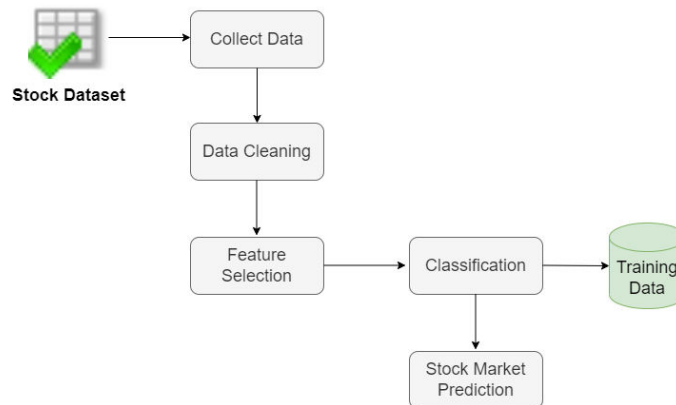 Collect Data
Stock Dataset
Data Cleaning
Feature
Selection
Classification
Training
Data
Stock Market
Prediction